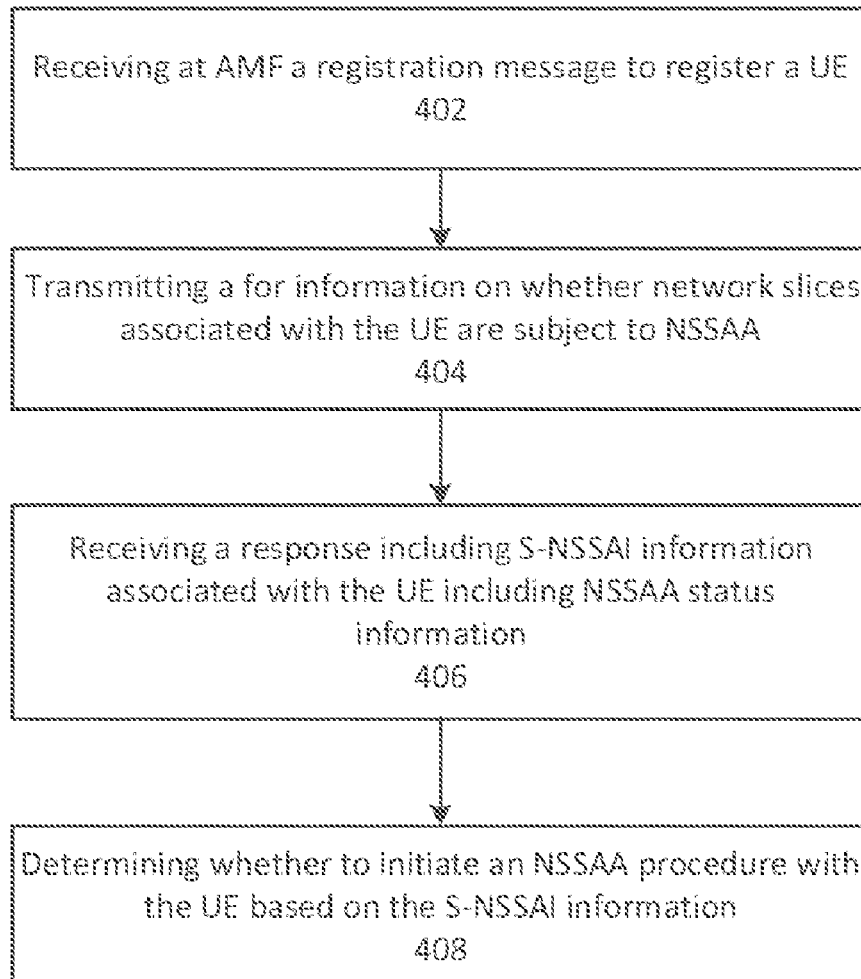 Receiving at AMF a registration message to register a UE
402
Transmitting a for information on whether network slices
associated with the UE are subject to NSSAA
404
Receiving a response including S-NSSAI information
associated with the UE including NSSAA status
information
406
Determining whether to initiate an NSSAA procedure with
the UE based on the S-NSSAI information
408